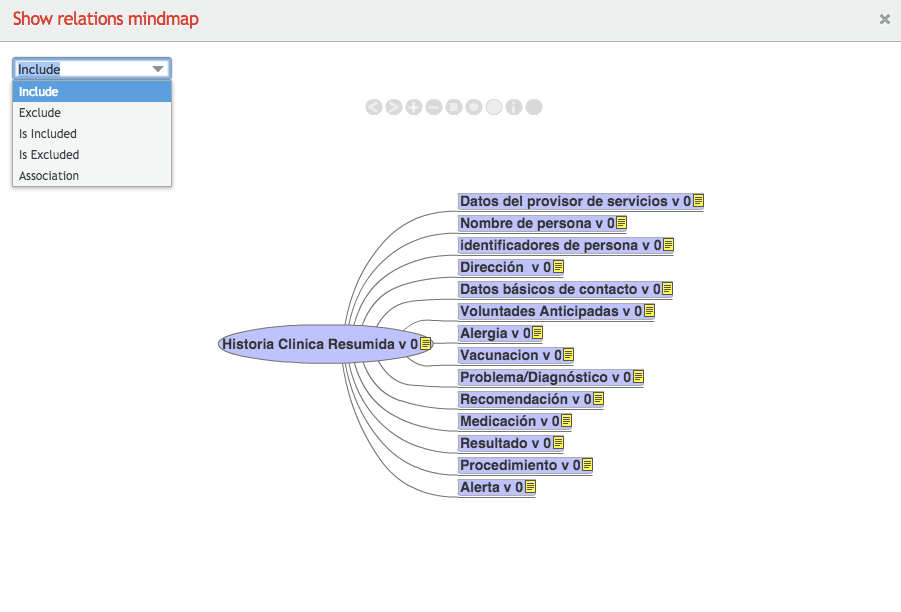 Show relations mindmap
Include
Include
Exclude
Is Included
Is Excluded
Association
Datos del provisor de servicios v 0
Nombre de persona v 0
identificadores de persona v 0
Dirección v 0
Datos básicos de contacto v 0
Voluntades Anticipadas v 0
Alergia v 0
Historia Clinica Resumida v 0
Vacunacion v 0
Problema/Diagnóstico v 0
Recomendación v 0
Medicación v 0
Resultado v 0
Procedimiento v 0
Alerta v 0